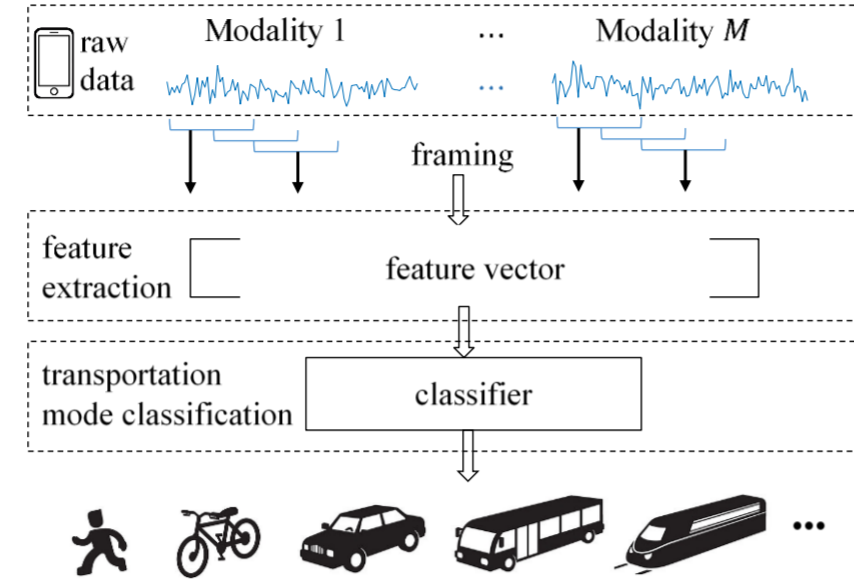 raw
data
Modality 1
...
Modality M
...
framing
feature
extraction
feature vector
transportation
mode classification
classifier
...